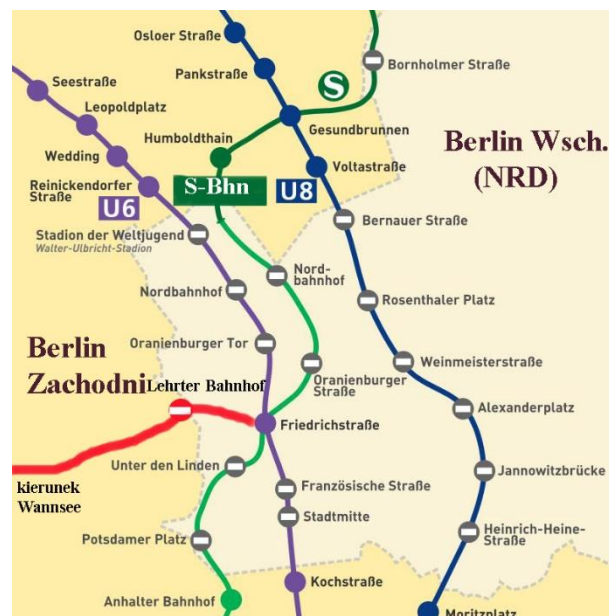 Osloer Straße
Bornholmer Straße
Pankstraße
Seestraße
S
Leopoldplatz
Humboldthain
Gesundbrunnen
Berlin Wsch.
(NRD)
Wedding
Voltastraße
Reinickendorfer
Straße
S-Bhn
U8
U6
Bernauer Straße
Stadion der Weltjugend
Walter-Ulbricht-Stadion
Nord-
bahnhof
Nordbahnhof
Rosenthaler Platz
Berlin
Zachodni
Oranienburger Tor
Weinmeisterstraße
Lehrter Bahnhof
Oranienburger
Straße
Alexanderplatz
Friedrichstraße
Unter den Linden
Jannowitzbrücke
kierunek
Wannsee
Französische Straße
Stadtmitte
Heinrich-Heine-
Straße
Potsdamer Platz
Kochstraße
Anhalter Bahnhof
Moritzplatz